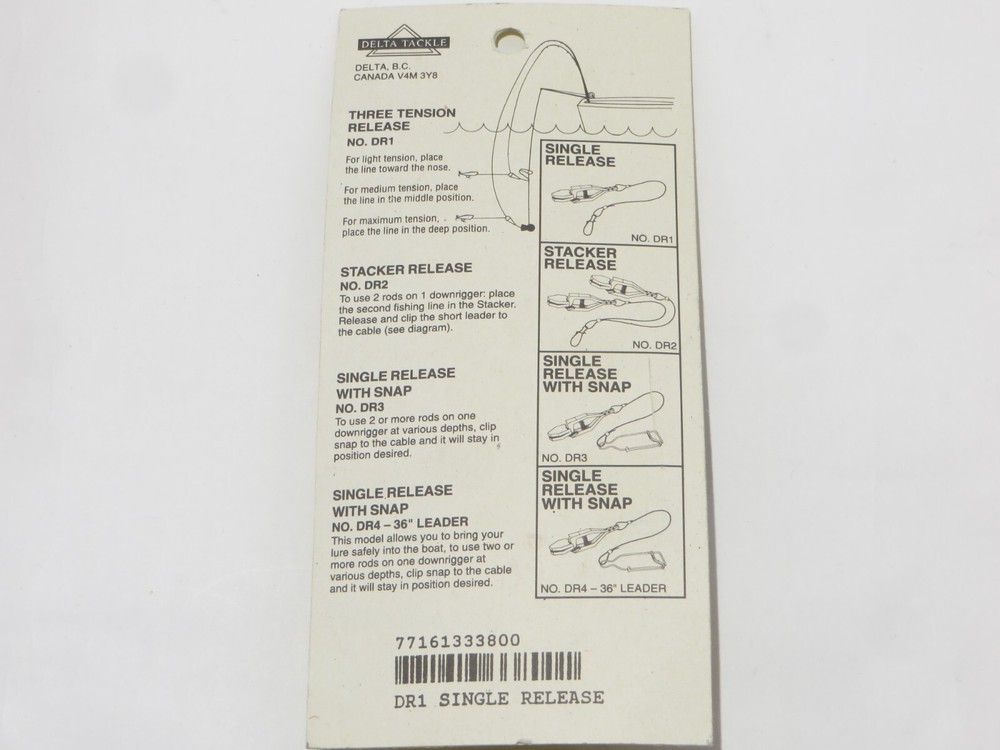 DELTA TACKLE
DELTA, B.C.
CANADA V4M 3Y8
THREE TENSION
RELEASE
NO. DR1
For light tension, place
the line toward the nose.
For medium tension, place
the line in the middle position.
For maximum tension,
place the line in the deep position.
STACKER RELEASE
NO. DR2
To use 2 rods on 1 downrigger: place
the second fishing line in the Stacker.
Release and clip the short leader to
the cable (see diagram).
SINGLE RELEASE
WITH SNAP
NO. DR3
To use 2 or more rods on one
downrigger at various depths, clip
snap to the cable and it will stay in
position desired.
SINGLE RELEASE
WITH SNAP
NO. DR4 – 36" LEADER
This model allows you to bring your
lure safely into the boat, to use two or
more rods on one downrigger at
various depths, clip snap to the cable
and it will stay in position desired.
SINGLE
RELEASE
NO. DR1
STACKER
RELEASE
NO. DR2
SINGLE
RELEASE
WITH SNAP
NO. DR3
SINGLE
RELEASE
WITH SNAP
NO. DR4 – 36" LEADER
77161333800
DR1 SINGLE RELEASE